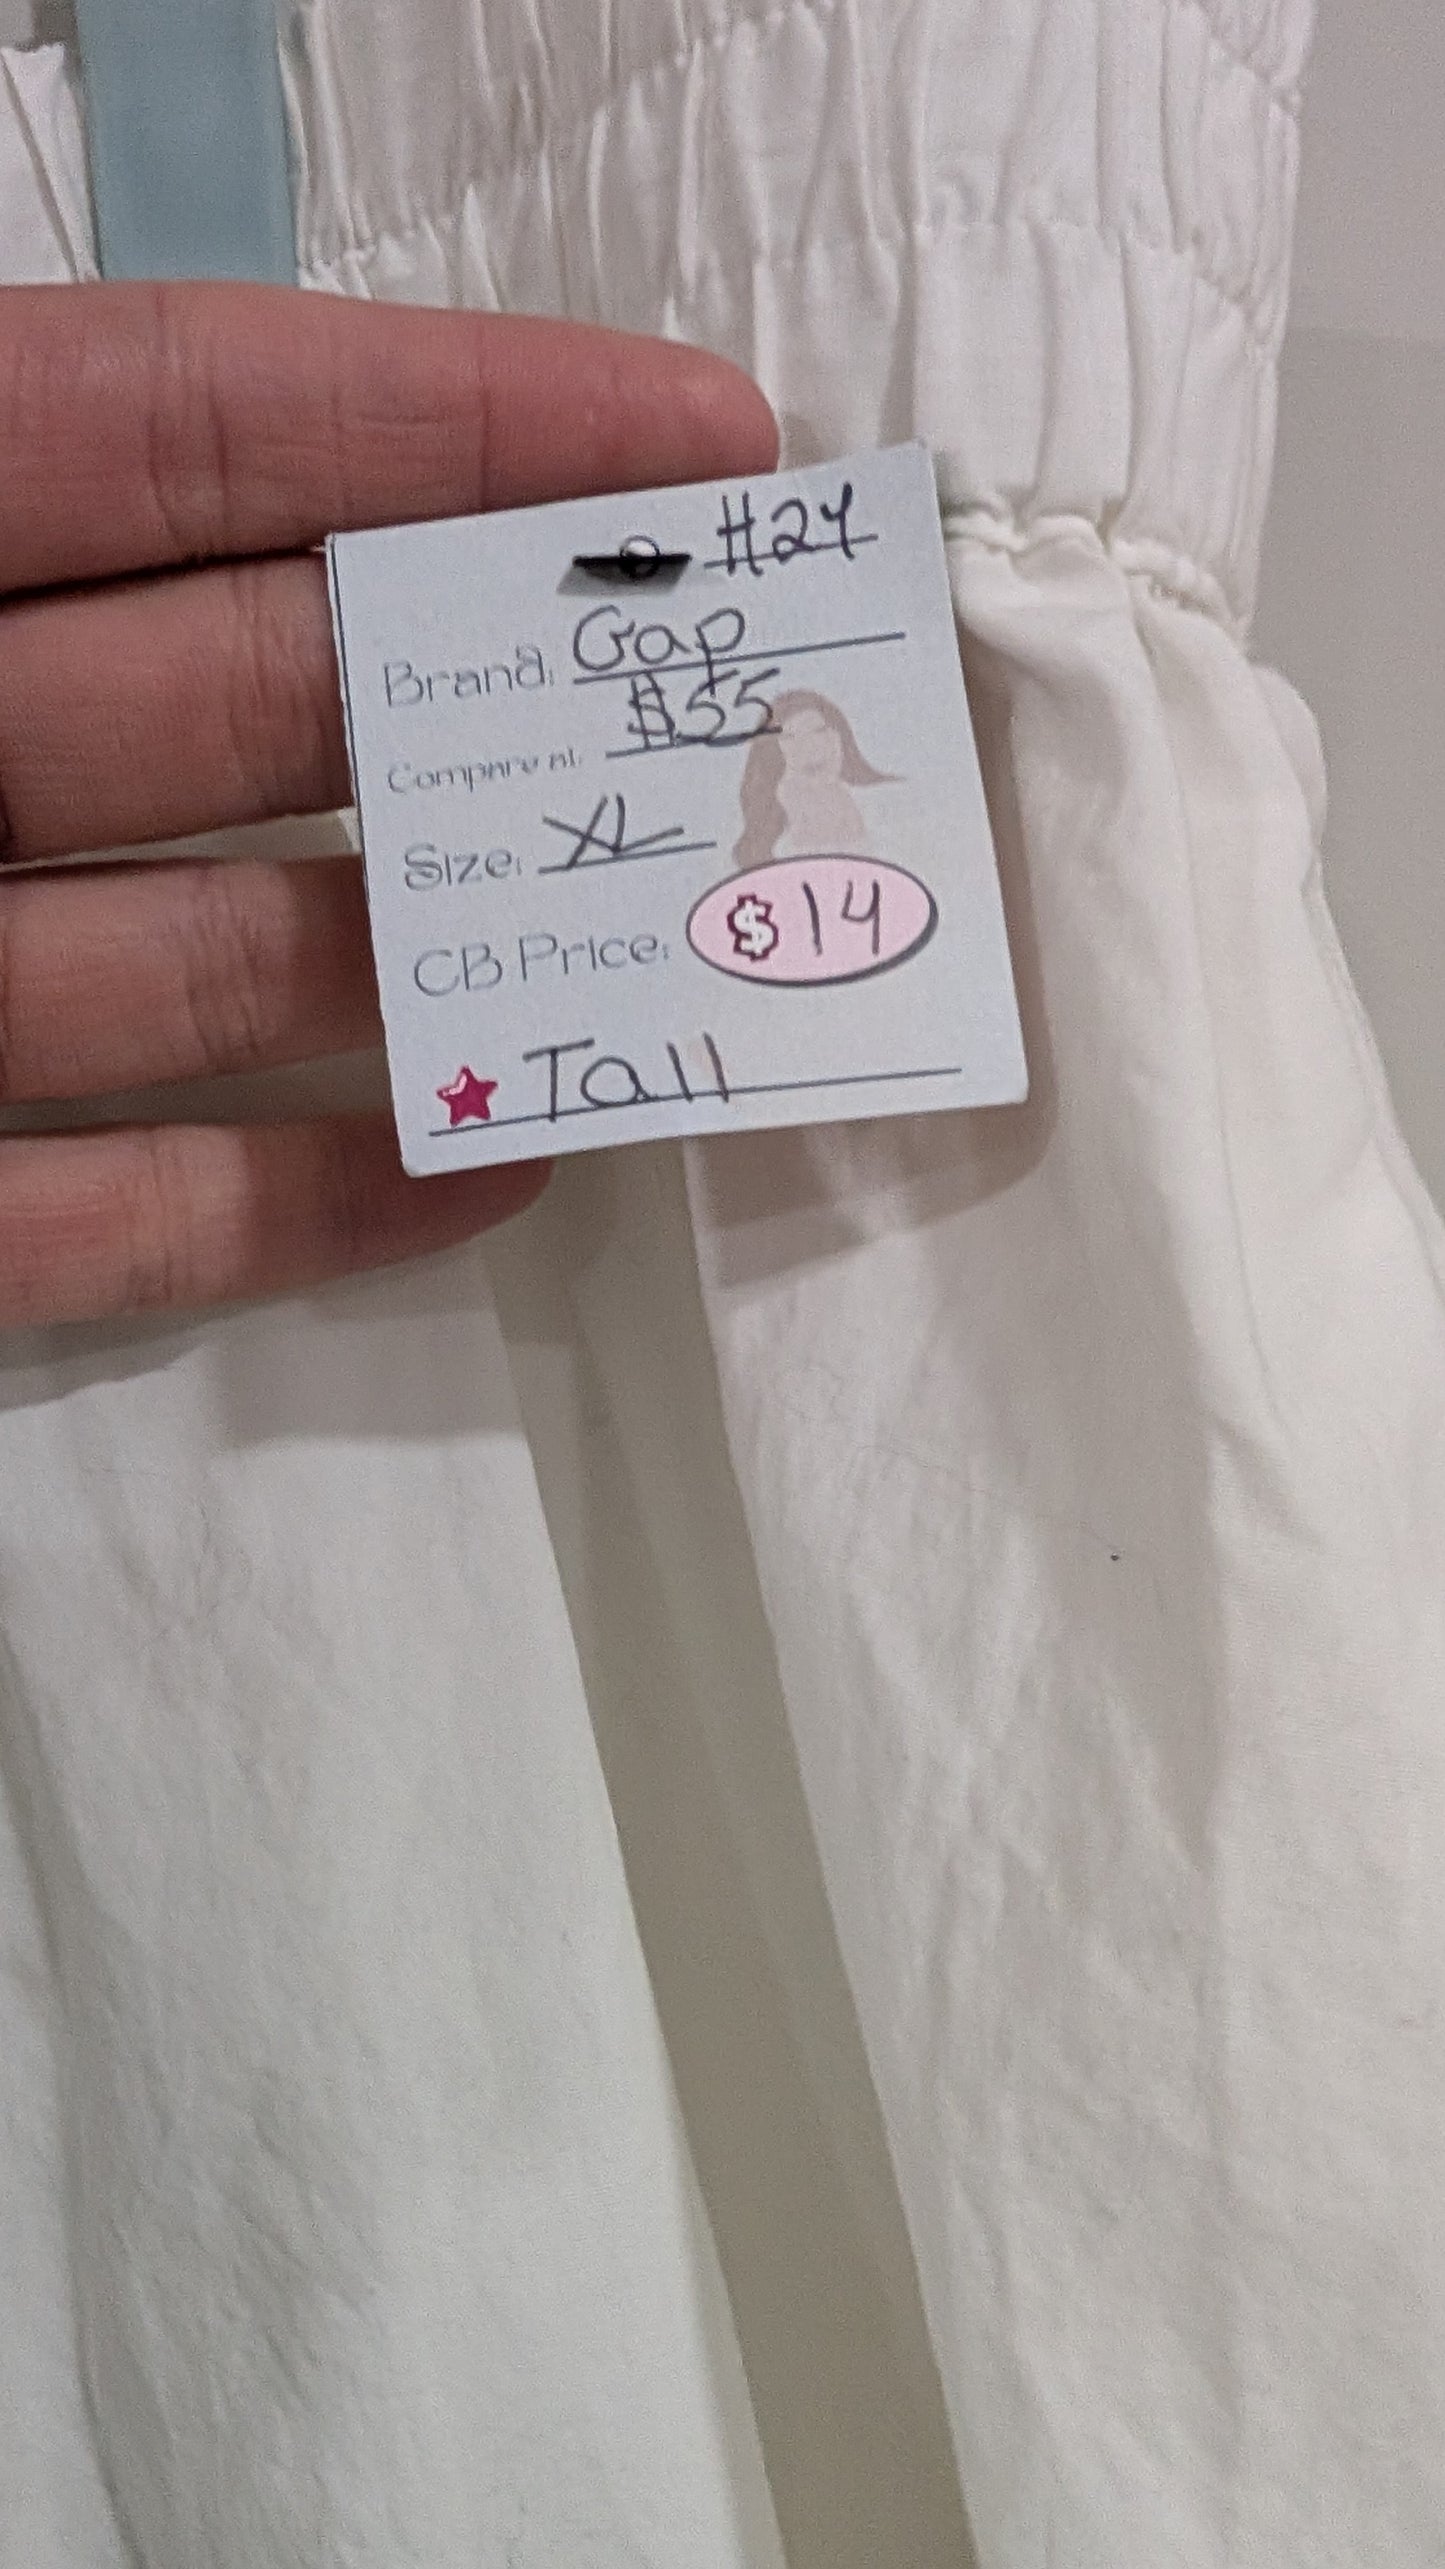 #24
Brand: Gap
Compare at: $55
Size: XL
CB Price: $14
Tall